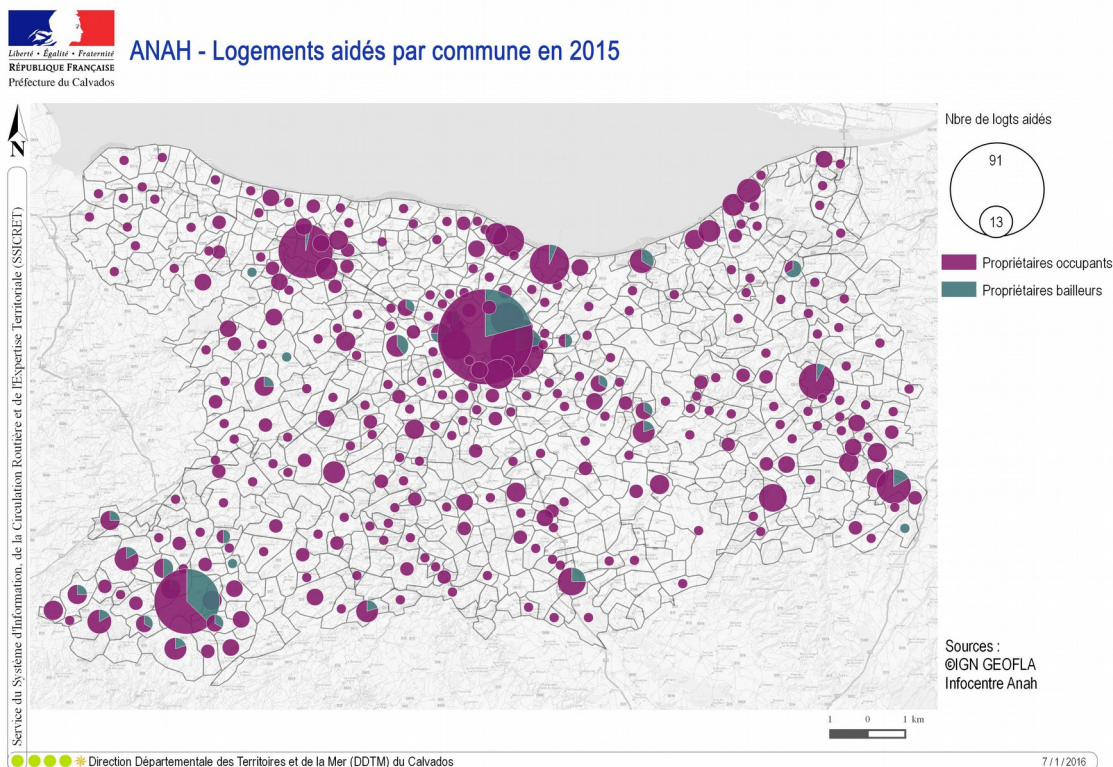 Liberté • Égalité • Fraternité
RÉPUBLIQUE FRANÇAISE
Préfecture du Calvados
ANAH - Logements aidés par commune en 2015
N
Service du Système d'Information, de la Circulation Routière et de l'Expertise Territoriale (SSICRET)
Nbre de logts aidés
91
13
Propriétaires occupants
Propriétaires bailleurs
Sources :
©IGN GEOFLA
Infocentre Anah
1 0 1 km
Direction Départementale des Territoires et de la Mer (DDTM) du Calvados
7 / 1 / 2016